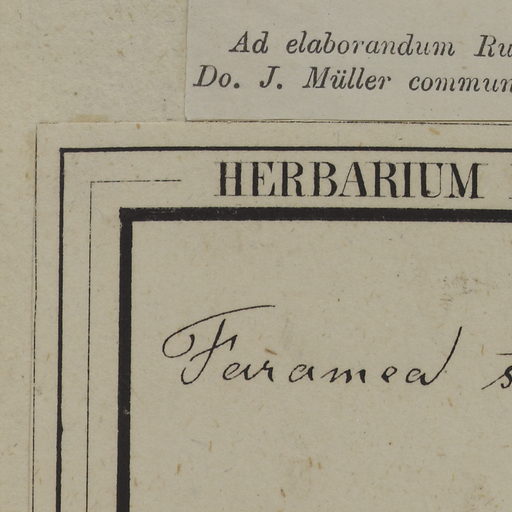 Ad elaborandum Ru
Do. J. Müller commun
HERBARIUM
Faramea s